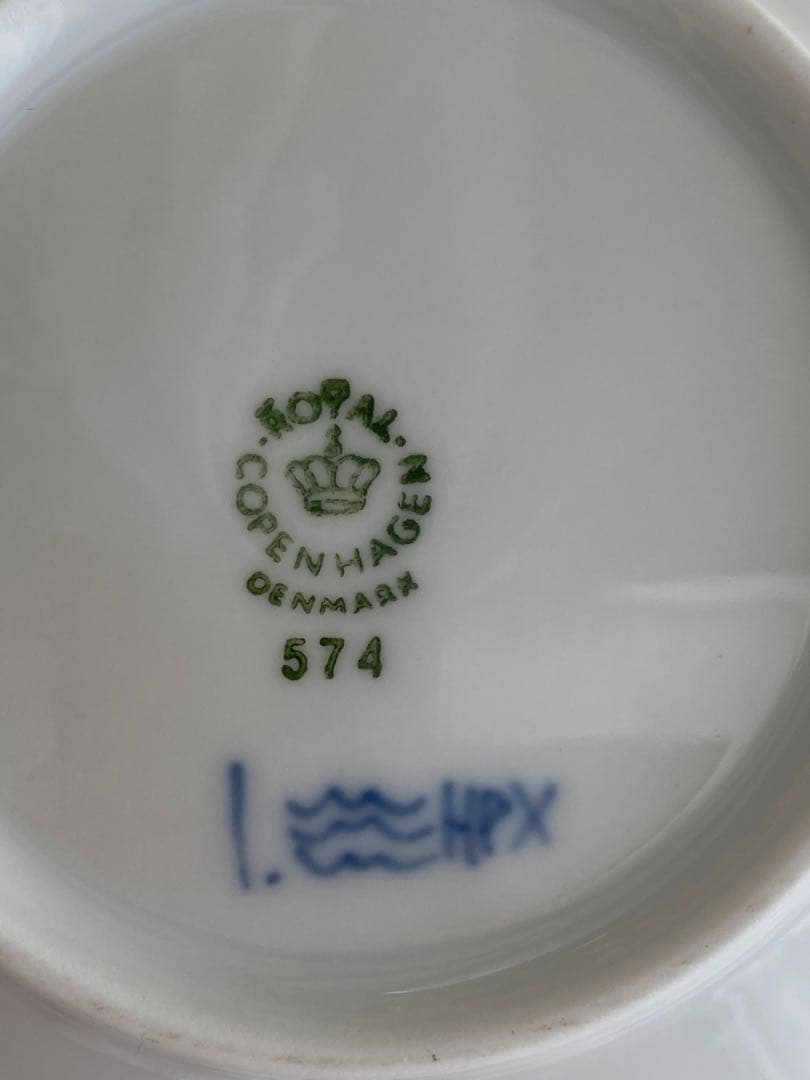 ROYAL
COPENHAGEN
DENMARK
574
1. HPX